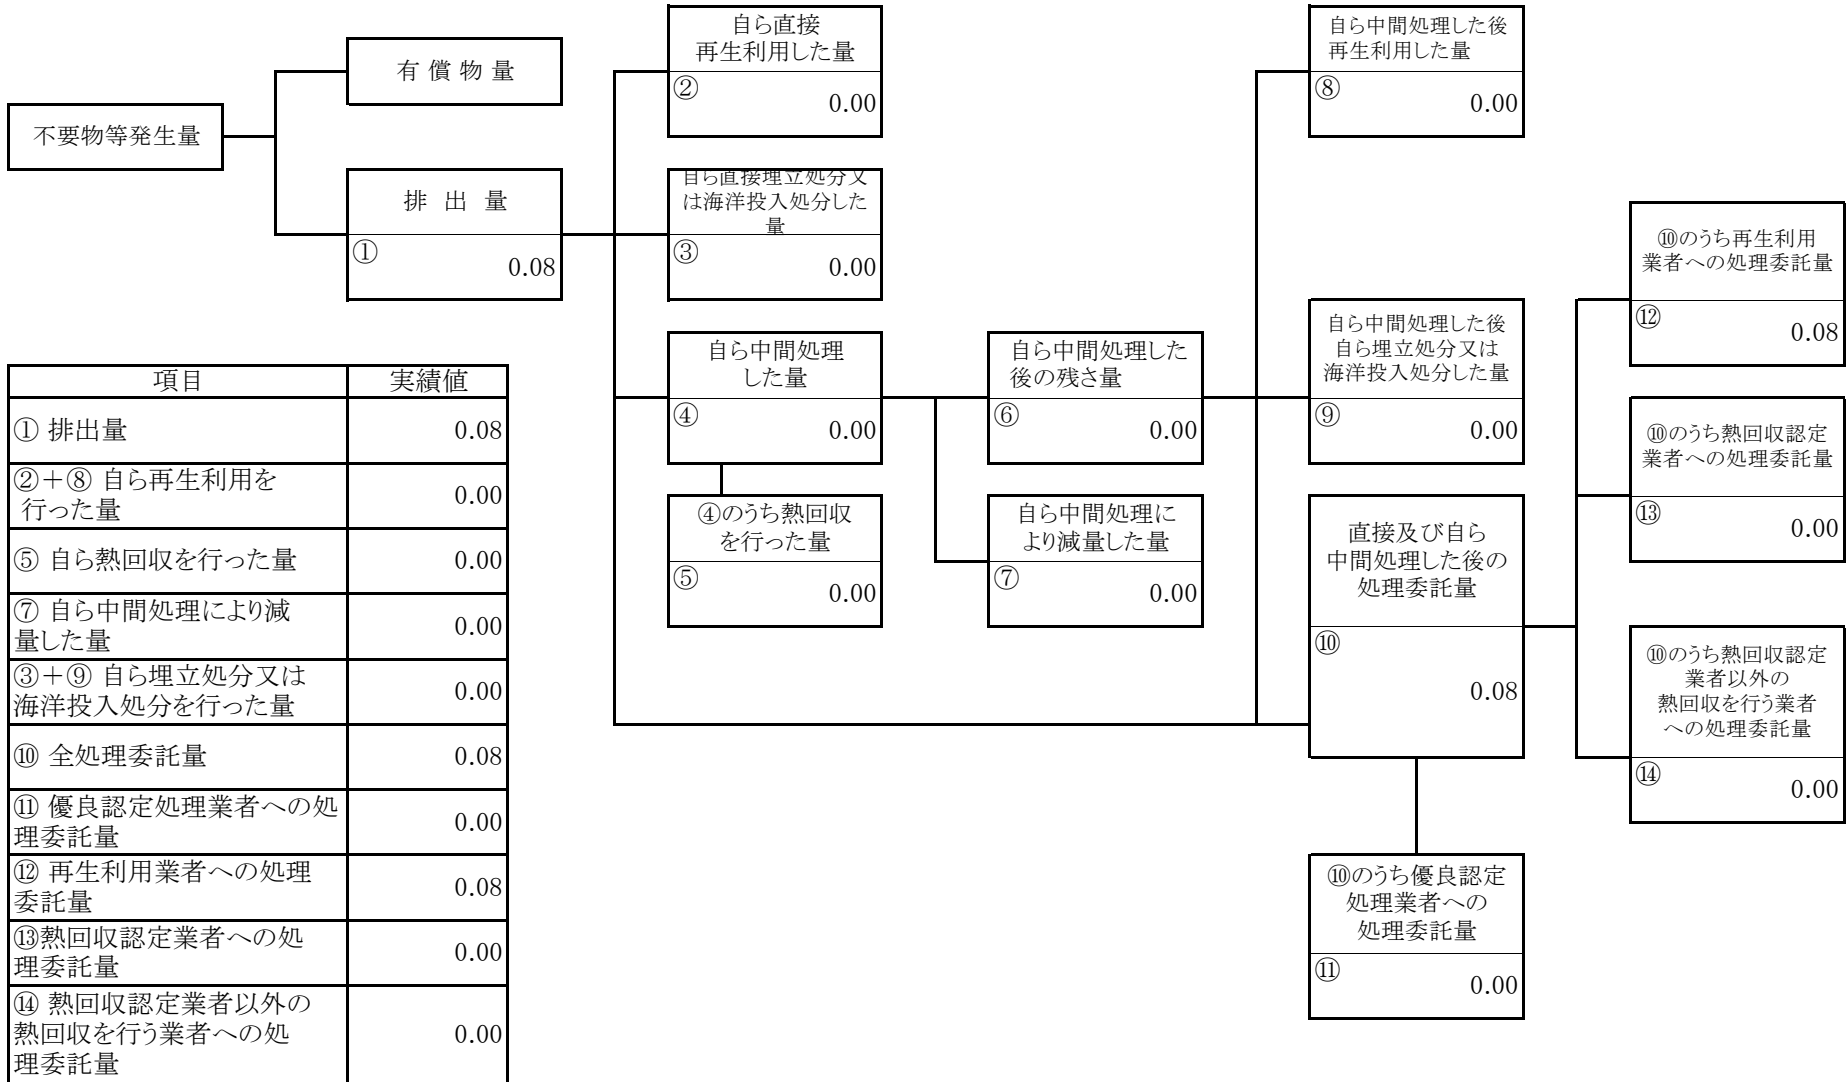 不要物等発生量
有 償 物 量
排 出 量
①
0.08
自ら直接
再生利用した量
②
0.00
自ら直接埋立処分又
は海洋投入処分した
量
③
0.00
自ら中間処理
した量
④
0.00
④のうち熱回収
を行った量
⑤
0.00
自ら中間処理した
後の残さ量
⑥
0.00
自ら中間処理に
より減量した量
⑦
0.00
自ら中間処理した後
再生利用した量
⑧
0.00
自ら中間処理した後
自ら埋立処分又は
海洋投入処分した量
⑨
0.00
直接及び自ら
中間処理した後の
処理委託量
⑩
0.08
⑩のうち優良認定
処理業者への
処理委託量
⑪
0.00
⑩のうち再生利用
業者への処理委託量
⑫
0.08
⑩のうち熱回収認定
業者への処理委託量
⑬
0.00
⑩のうち熱回収認定
業者以外の
熱回収を行う業者
への処理委託量
⑭
0.00
項目 実績値
① 排出量 0.08
②＋⑧ 自ら再生利用を
行った量 0.00
⑤ 自ら熱回収を行った量 0.00
⑦ 自ら中間処理により減
量した量 0.00
③＋⑨ 自ら埋立処分又は
海洋投入処分を行った量 0.00
⑩ 全処理委託量 0.08
⑪ 優良認定処理業者への処
理委託量 0.00
⑫ 再生利用業者への処理
委託量 0.08
⑬熱回収認定業者への処
理委託量 0.00
⑭ 熱回収認定業者以外の
熱回収を行う業者への処
理委託量 0.00